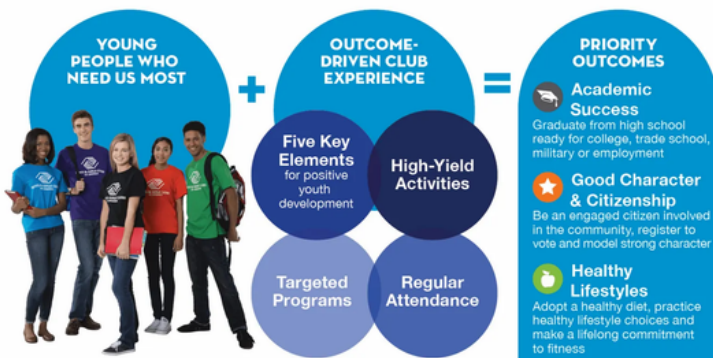 YOUNG
PEOPLE WHO
NEED US MOST
+
OUTCOME-
DRIVEN CLUB
EXPERIENCE
Five Key
Elements
for positive
youth
development
High-Yield
Activities
Targeted
Programs
Regular
Attendance
=
PRIORITY
OUTCOMES
Academic
Success
Graduate from high school
ready for college, trade school,
military or employment
Good Character
& Citizenship
Be an engaged citizen involved
in the community, register to
vote and model strong character
Healthy
Lifestyles
Adopt a healthy diet, practice
healthy lifestyle choices and
make a lifelong commitment
to fitness